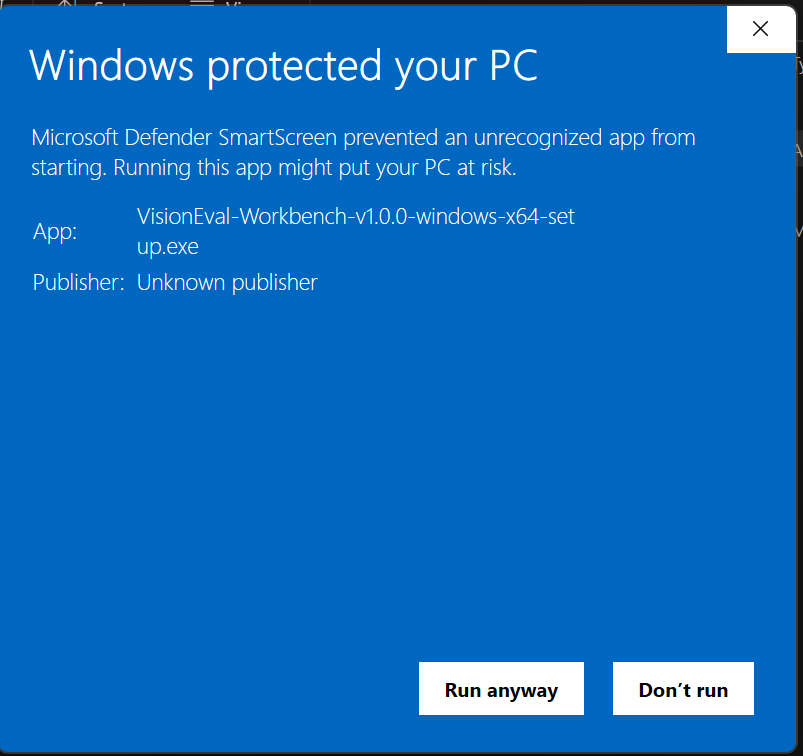 Windows protected your PC
Microsoft Defender SmartScreen prevented an unrecognized app from
starting. Running this app might put your PC at risk.
App:
VisionEval-Workbench-v1.0.0-windows-x64-set
up.exe
Publisher: Unknown publisher
Run anyway
Don’t run